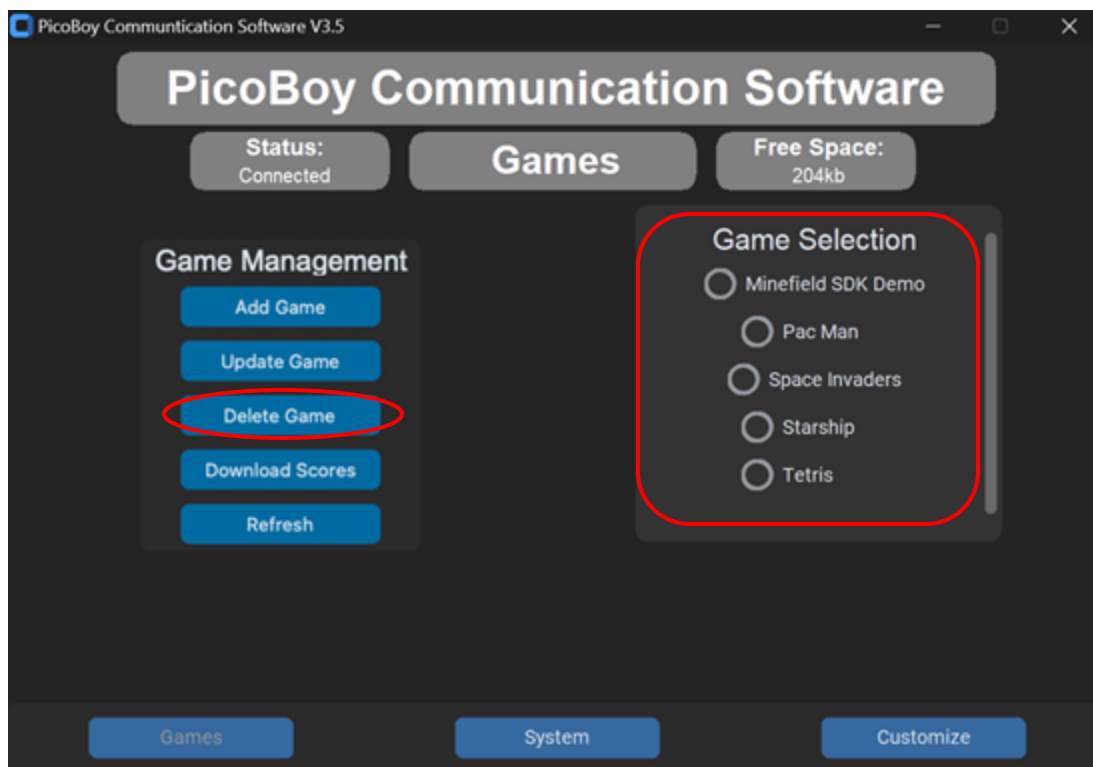 PicoBoy Communtication Software V3.5
PicoBoy Communication Software
Status:
Connected
Games
Free Space:
204kb
Game Management
Add Game
Update Game
Delete Game
Download Scores
Refresh
Game Selection
Minefield SDK Demo
Pac Man
Space Invaders
Starship
Tetris
Games
System
Customize